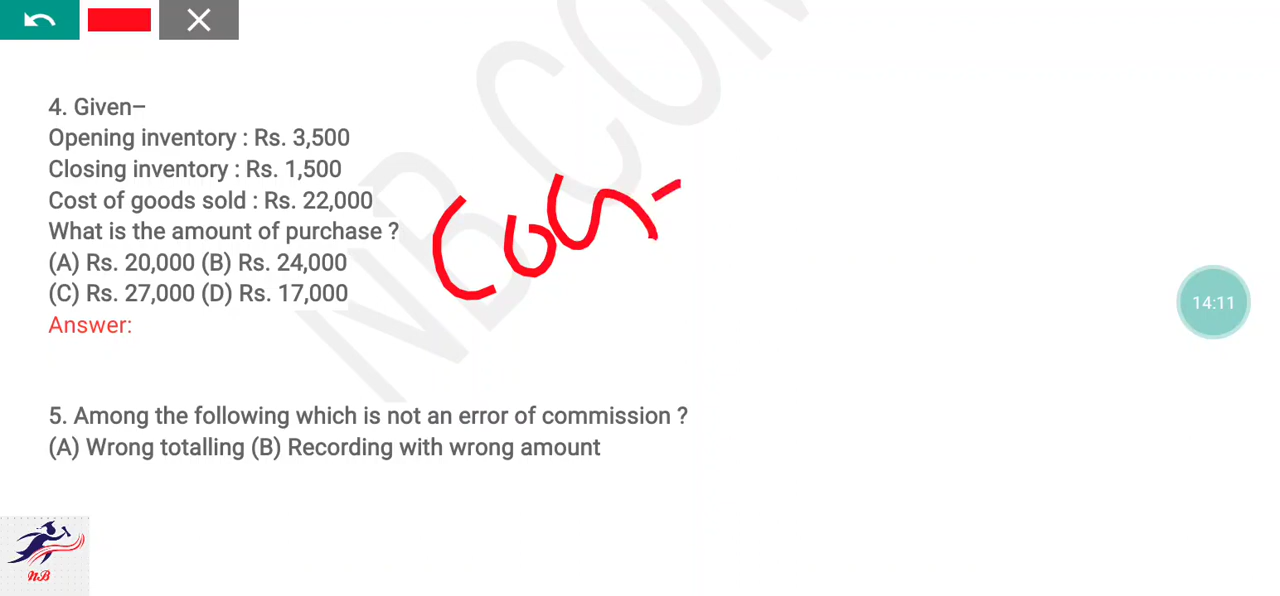 4. Given–
Opening inventory : Rs. 3,500
Closing inventory : Rs. 1,500
Cost of goods sold : Rs. 22,000
What is the amount of purchase ?
(A) Rs. 20,000 (B) Rs. 24,000
(C) Rs. 27,000 (D) Rs. 17,000
Answer:
5. Among the following which is not an error of commission ?
(A) Wrong totalling (B) Recording with wrong amount
14:11
NB
NB COM